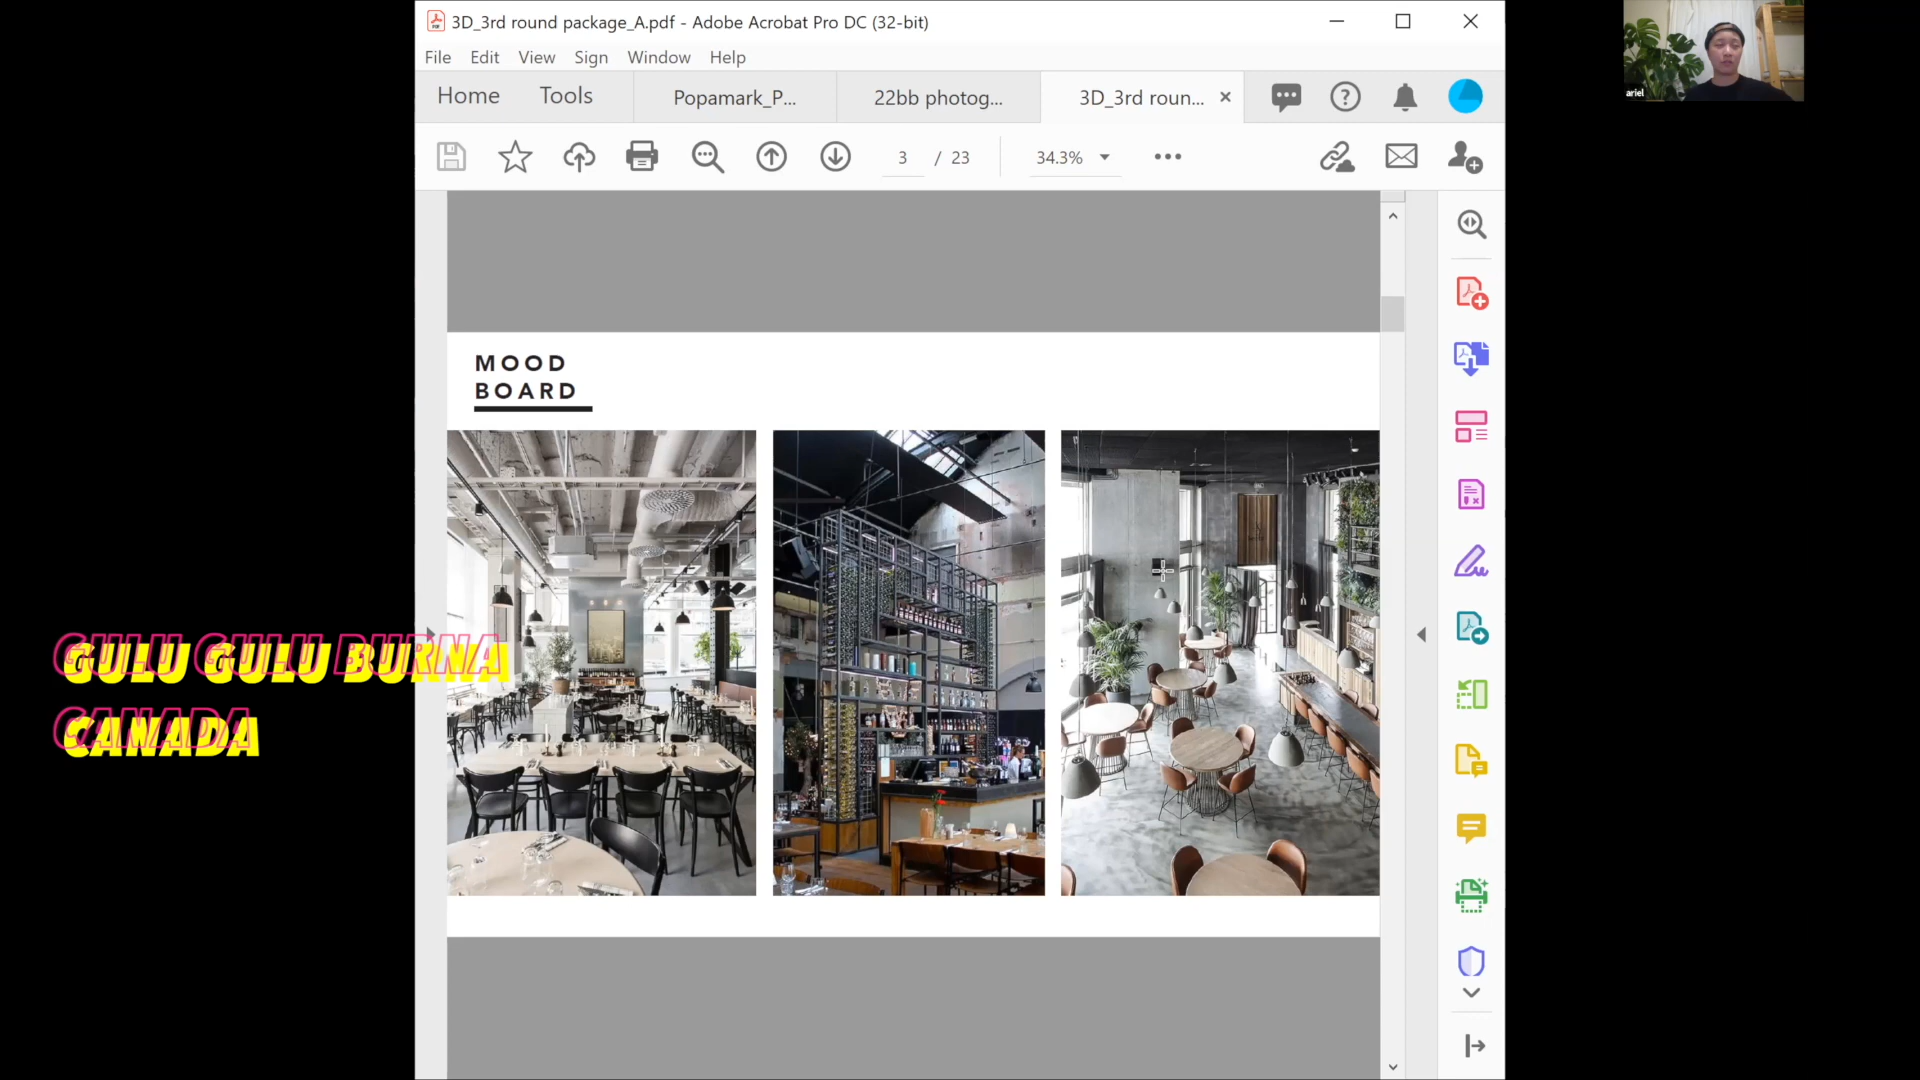 3D_3rd round package_A.pdf - Adobe Acrobat Pro DC (32-bit)
File Edit View Sign Window Help
Home Tools Popamark_P... 22bb photog... 3D_3rd roun...
3 / 23 34.3%
MOOD
BOARD
GULU GULU BURNA
CANADA
ariel